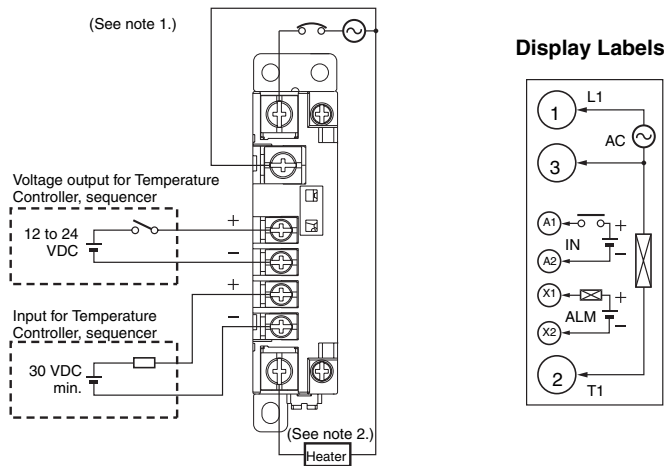 (See note 1.)
Voltage output for Temperature
Controller, sequencer
12 to 24
VDC
+
−
+
−
Input for Temperature
Controller, sequencer
30 VDC
min.
(See note 2.)
Heater
Display Labels
1
L1
AC
3
A1
+
IN
−
A2
X1
+
ALM
−
X2
2
T1